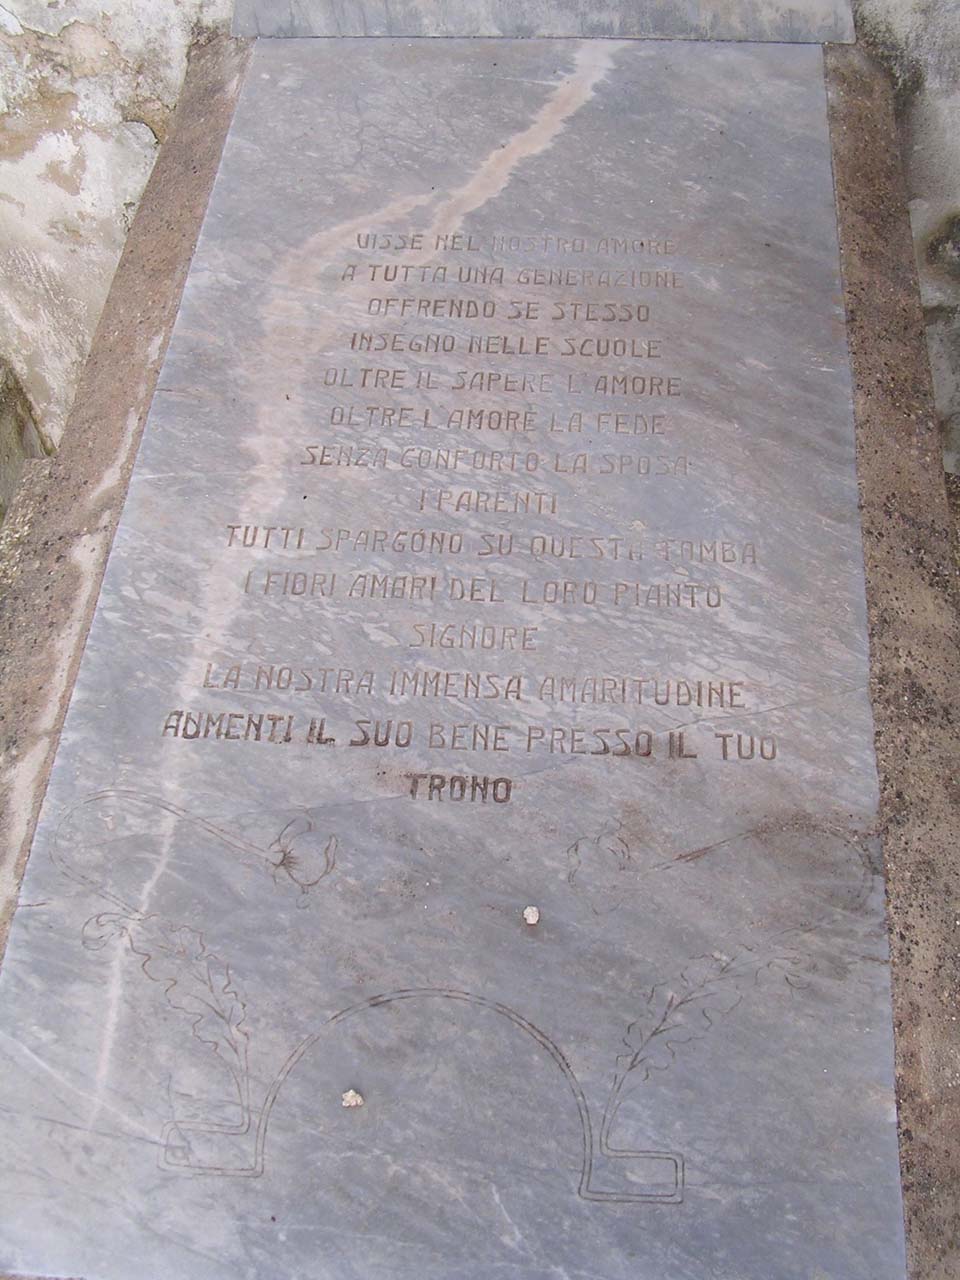 VISSE NEL NOSTRO AMORE
A TUTTA UNA GENERAZIONE
OFFRENDO SE STESSO
INSEGNO NELLE SCUOLE
OLTRE IL SAPERE L'AMORE
OLTRE L'AMORE LA FEDE
SENZA CONFORTO LA SPOSA
I PARENTI
TUTTI SPARGONO SU QUESTA TOMBA
I FIORI AMARI DEL LORO PIANTO
SIGNORE
LA NOSTRA IMMENSA AMARITUDINE
AUMENTI IL SUO BENE PRESSO IL TUO
TRONO